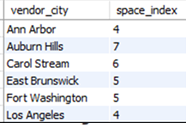 vendor_city space_index
Ann Arbor 4
Auburn Hills 7
Carol Stream 6
East Brunswick 5
Fort Washington 5
Los Angeles 4